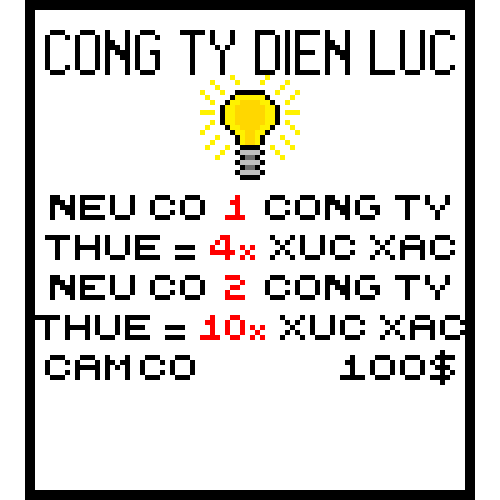 CONG TY DIEN LUC
NEU CO 1 CONG TY
THUE = 4x XUC XAC
NEU CO 2 CONG TY
THUE = 10x XUC XAC
CAM CO 100$